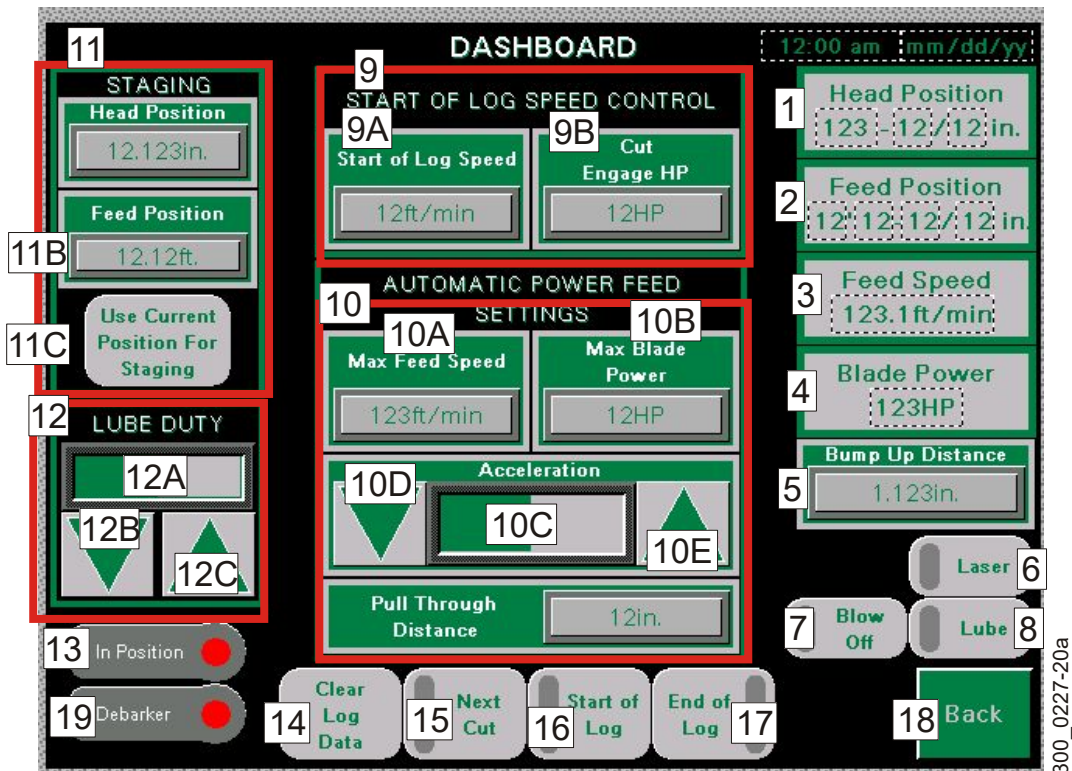 DASHBOARD
12:00 am mm/dd/yy
11
STAGING
Head Position
12.123in.
Feed Position
11B
12.12ft.
11C
Use Current
Position For
Staging
12
LUBE DUTY
12A
12B
12C
13
In Position
19
Debarker
9
START OF LOG SPEED CONTROL
9A
Start of Log Speed
12ft/min
9B
Cut
Engage HP
12HP
AUTOMATIC POWER FEED
SETTINGS
10
10A
Max Feed Speed
123ft/min
10B
Max Blade
Power
12HP
Acceleration
10D
10C
10E
Pull Through
Distance
12in.
14
Clear
Log
Data
15
Next
Cut
16
Start of
Log
End of
Log
17
1
Head Position
123 - 12/12 in.
2
Feed Position
12' 12 12/12 in.
3
Feed Speed
123.1ft/min
4
Blade Power
123HP
Bump Up Distance
5
1.123in.
Laser
6
7
Blow
Off
Lube
8
18
Back
300_0227-20a